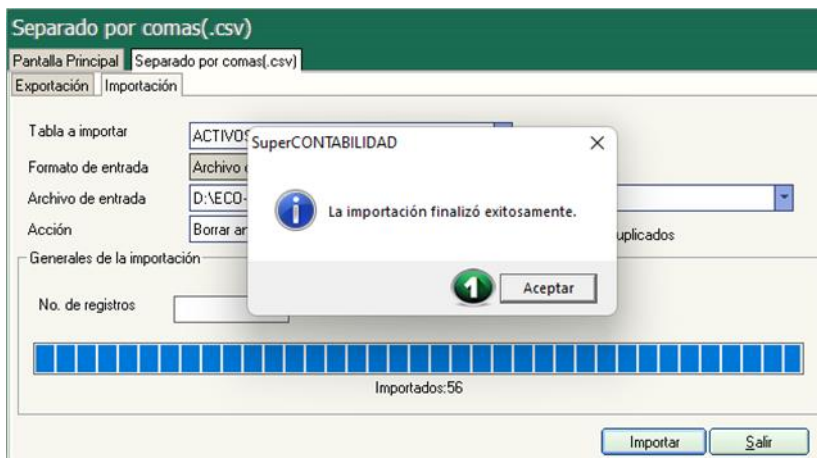 Separado por comas(.csv)
Pantalla Principal Separado por comas(.csv)
Exportación Importación
Tabla a importar ACTIVOS
SuperCONTABILIDAD
Formato de entrada Archivo
Archivo de entrada D:\ECO-
La importación finalizó exitosamente.
Acción Borrar
Generales de la importación
1 Aceptar
No. de registros
Importados:56
Importar Salir